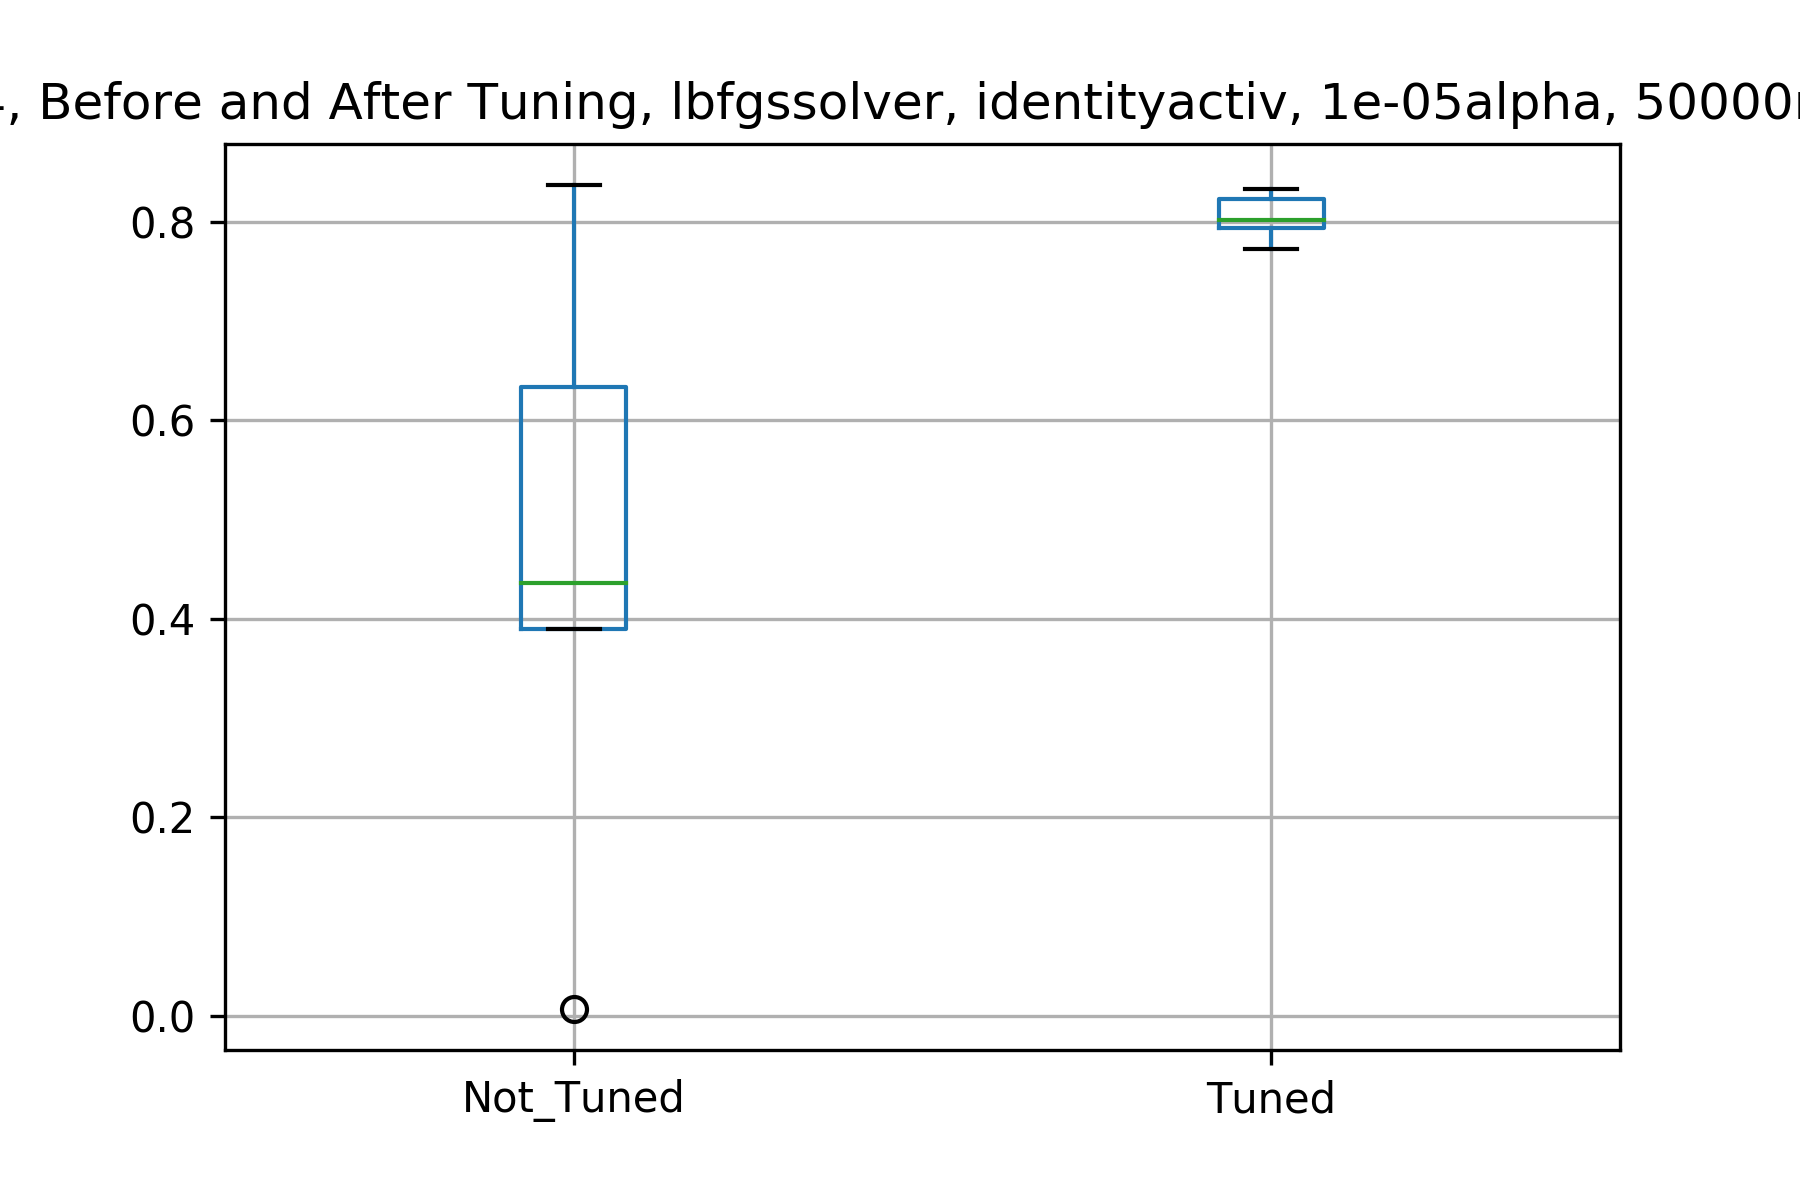 , Before and After Tuning, lbfgssolver, identityactiv, 1e-05alpha, 50000
0.8
0.6
0.4
0.2
0.0
Not_Tuned
Tuned